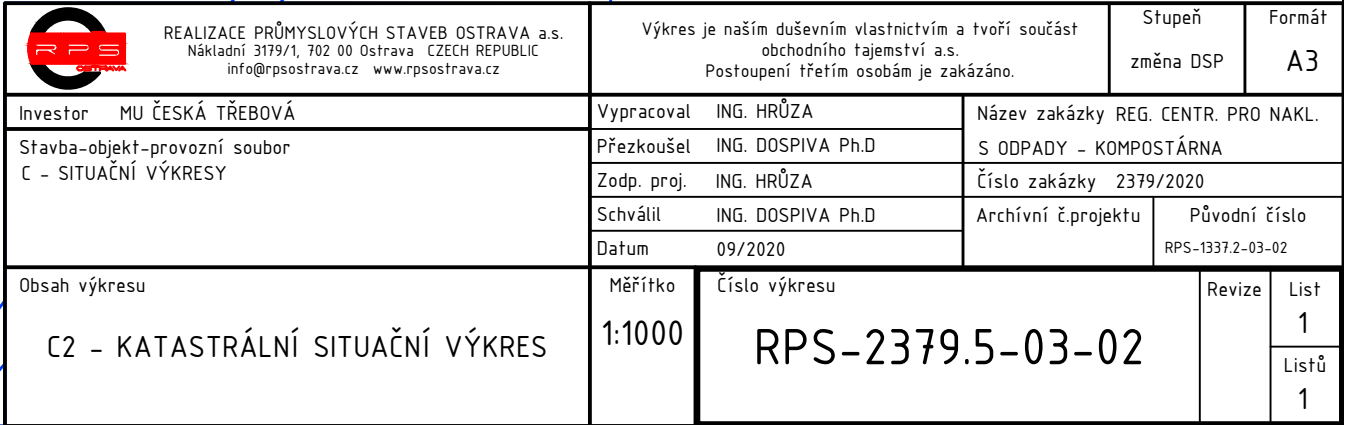 RPS
OSTRAVA
REALIZACE PRŮMYSLOVÝCH STAVEB OSTRAVA a.s.
Nákladní 3179/1, 702 00 Ostrava CZECH REPUBLIC
info@rpsostrava.cz www.rpsostrava.cz
Výkres je naším duševním vlastnictvím a tvoří součást
obchodního tajemství a.s.
Postoupení třetím osobám je zakázáno.
Stupeň
změna DSP
Formát
A3
Investor MU ČESKÁ TŘEBOVÁ
Stavba-objekt-provozní soubor
C - SITUAČNÍ VÝKRESY
Vypracoval ING. HRŮZA
Přezkoušel ING. DOSPIVA Ph.D
Zodp. proj. ING. HRŮZA
Schválil ING. DOSPIVA Ph.D
Datum 09/2020
Název zakázky REG. CENTR. PRO NAKL.
S ODPADY - KOMPOSTÁRNA
Číslo zakázky 2379/2020
Archívní č.projektu
Původní číslo
RPS-1337.2-03-02
Obsah výkresu
C2 - KATASTRÁLNÍ SITUAČNÍ VÝKRES
Měřítko
1:1000
Číslo výkresu
RPS-2379.5-03-02
Revize
List
1
Listů
1